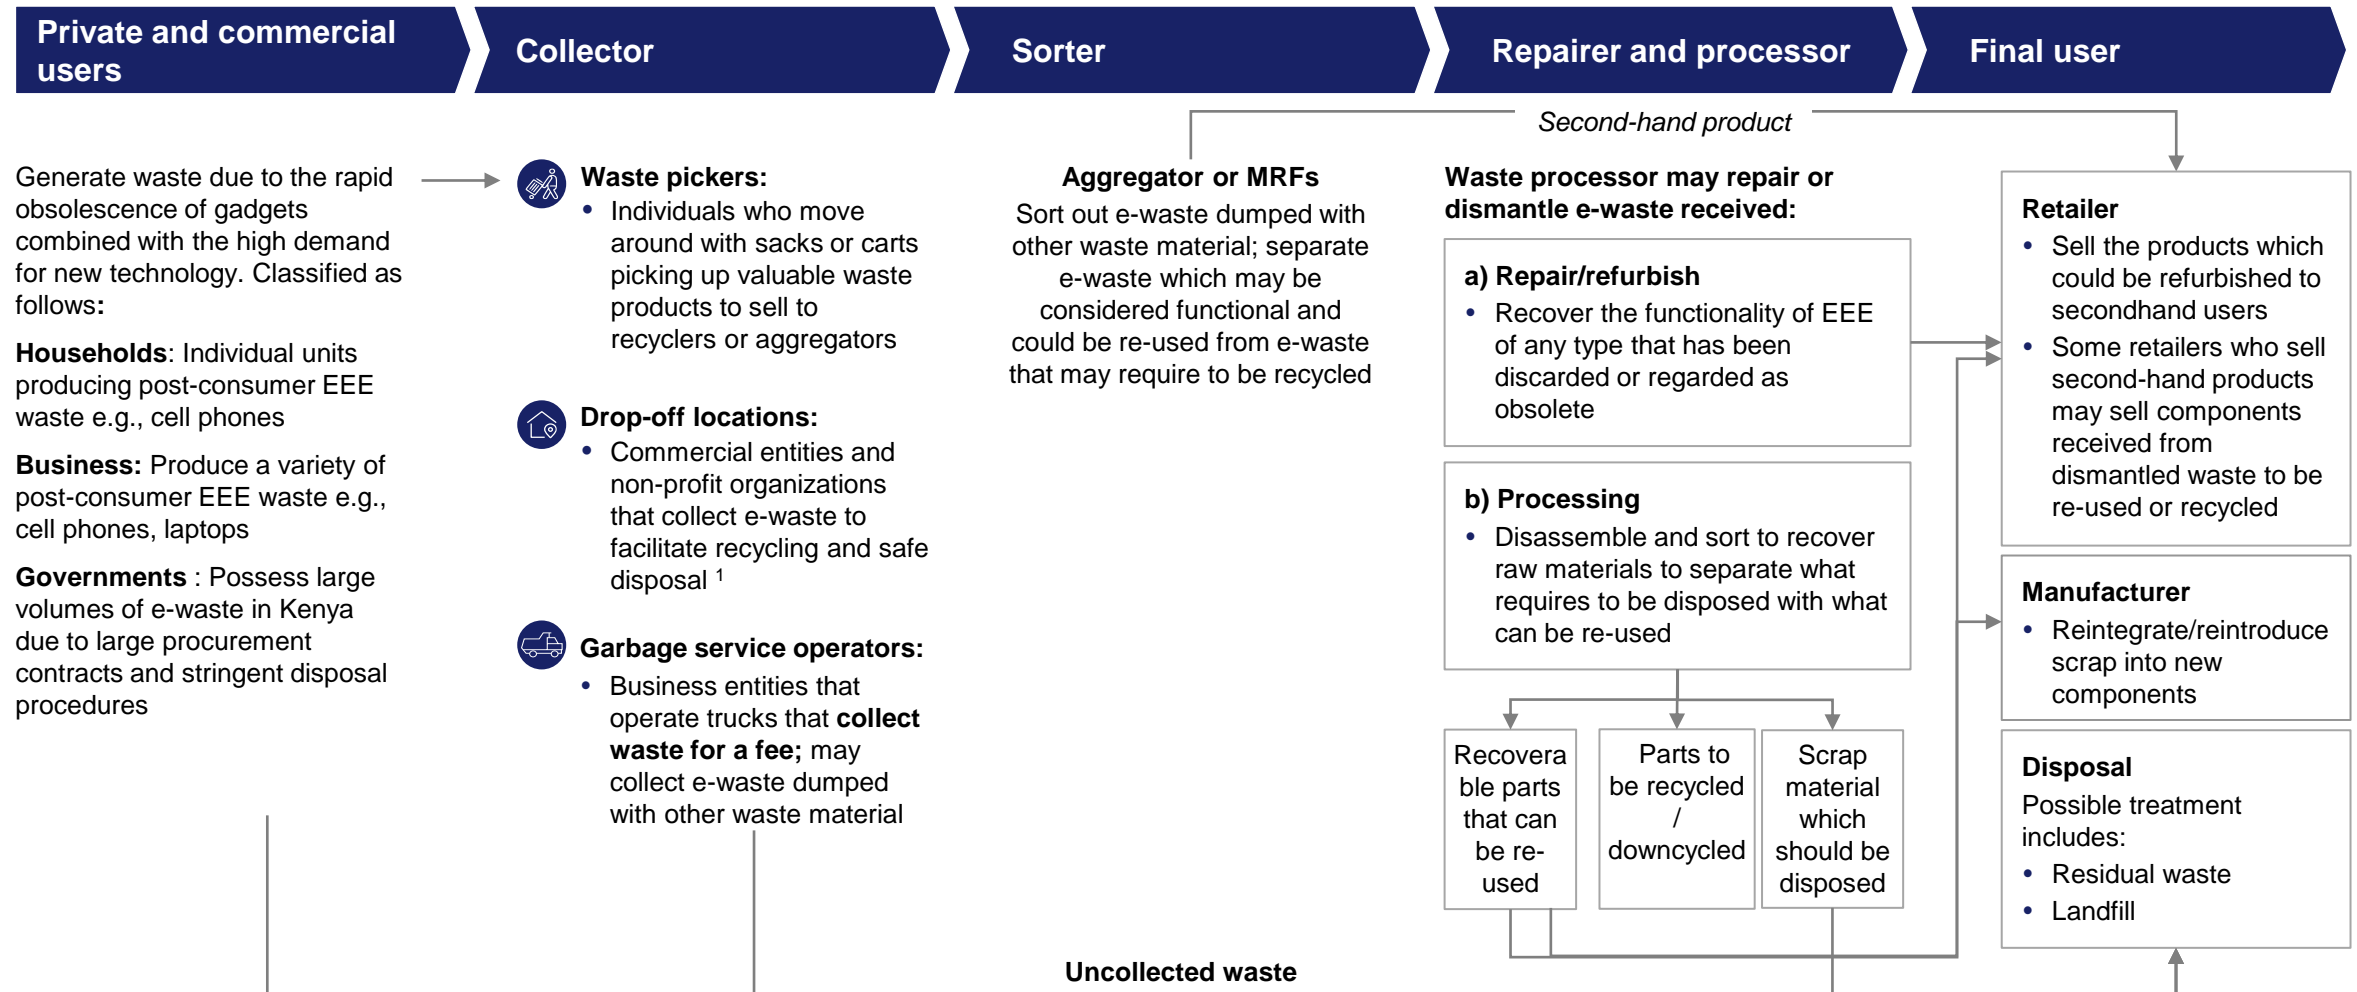 Private and commercial
users
Collector
Sorter
Repairer and processor
Final user
Second-hand product
Generate waste due to the rapid
obsolescence of gadgets
combined with the high demand
for new technology. Classified as
follows:
Households: Individual units
producing post-consumer EEE
waste e.g., cell phones
Business: Produce a variety of
post-consumer EEE waste e.g.,
cell phones, laptops
Governments : Possess large
volumes of e-waste in Kenya
due to large procurement
contracts and stringent disposal
procedures
Waste pickers:
• Individuals who move
around with sacks or carts
picking up valuable waste
products to sell to
recyclers or aggregators
Drop-off locations:
• Commercial entities and
non-profit organizations
that collect e-waste to
facilitate recycling and safe
disposal 1
Garbage service operators:
• Business entities that
operate trucks that collect
waste for a fee; may
collect e-waste dumped
with other waste material
Aggregator or MRFs
Sort out e-waste dumped with
other waste material; separate
e-waste which may be
considered functional and
could be re-used from e-waste
that may require to be recycled
Uncollected waste
Waste processor may repair or
dismantle e-waste received:
a) Repair/refurbish
• Recover the functionality of EEE
of any type that has been
discarded or regarded as
obsolete
b) Processing
• Disassemble and sort to recover
raw materials to separate what
requires to be disposed with what
can be re-used
Recovera
ble parts
that can
be re-
used
Parts to
be recycled
/
downcycled
Scrap
material
which
should be
disposed
Retailer
• Sell the products which
could be refurbished to
secondhand users
• Some retailers who sell
second-hand products
may sell components
received from
dismantled waste to be
re-used or recycled
Manufacturer
• Reintegrate/reintroduce
scrap into new
components
Disposal
Possible treatment
includes:
• Residual waste
• Landfill